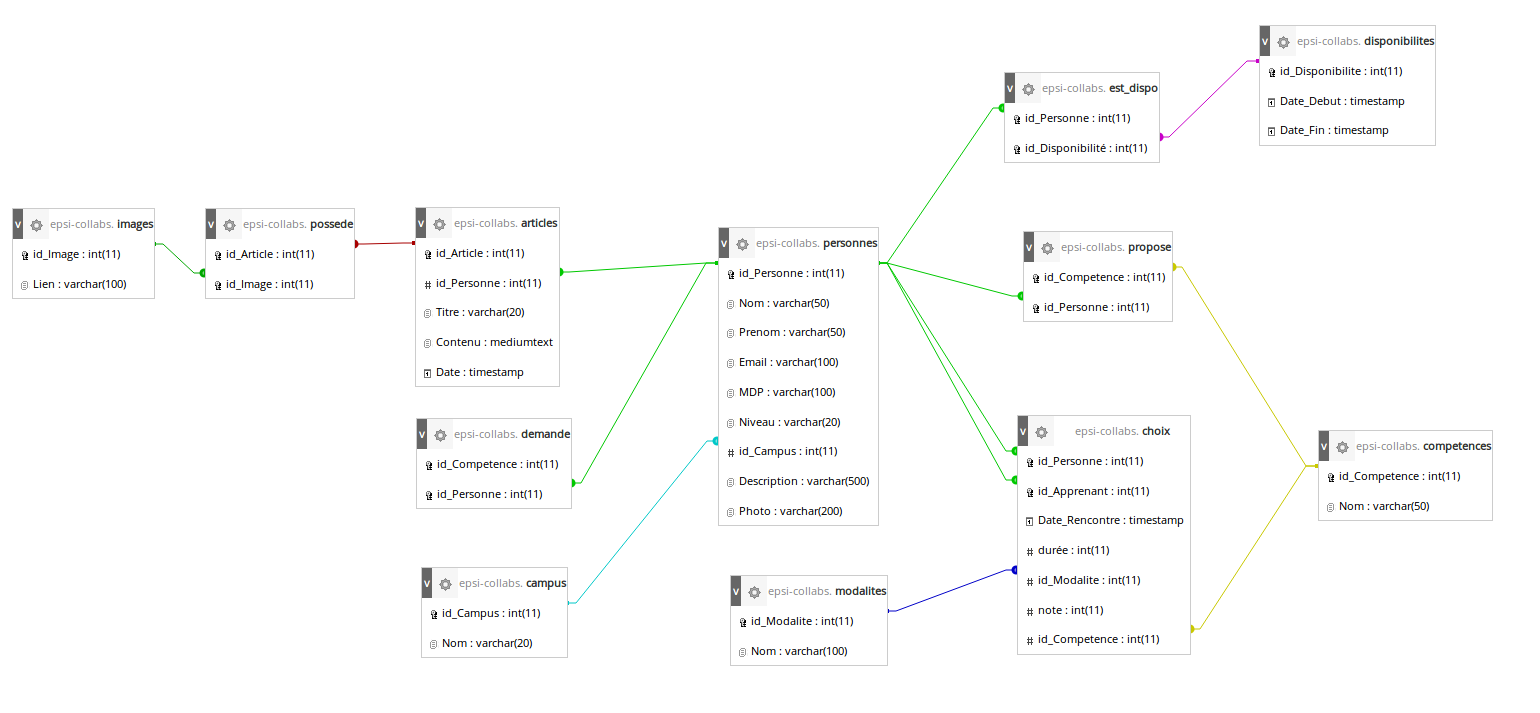 v epsi-collabs. disponibilites
id_Disponibilite : int(11)
Date_Debut : timestamp
Date_Fin : timestamp
v epsi-collabs. est_dispo
id_Personne : int(11)
id_Disponibilité : int(11)
v epsi-collabs. images
id_Image : int(11)
Lien : varchar(100)
v epsi-collabs. possede
id_Article : int(11)
id_Image : int(11)
v epsi-collabs. articles
id_Article : int(11)
# id_Personne : int(11)
Titre : varchar(20)
Contenu : mediumtext
Date : timestamp
v epsi-collabs. personnes
id_Personne : int(11)
Nom : varchar(50)
Prenom : varchar(50)
Email : varchar(100)
MDP : varchar(100)
Niveau : varchar(20)
# id_Campus : int(11)
Description : varchar(500)
Photo : varchar(200)
v epsi-collabs. propose
id_Competence : int(11)
id_Personne : int(11)
v epsi-collabs. demande
id_Competence : int(11)
id_Personne : int(11)
v epsi-collabs. choix
id_Personne : int(11)
id_Apprenant : int(11)
Date_Rencontre : timestamp
# durée : int(11)
# id_Modalite : int(11)
# note : int(11)
# id_Competence : int(11)
v epsi-collabs. competences
id_Competence : int(11)
Nom : varchar(50)
v epsi-collabs. campus
id_Campus : int(11)
Nom : varchar(20)
v epsi-collabs. modalites
id_Modalite : int(11)
Nom : varchar(100)